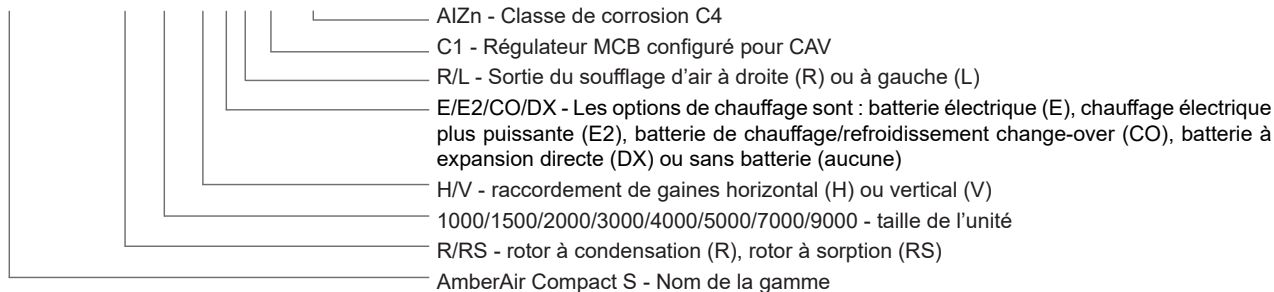 AlZn - Classe de corrosion C4
C1 - Régulateur MCB configuré pour CAV
R/L - Sortie du soufflage d’air à droite (R) ou à gauche (L)
E/E2/CO/DX - Les options de chauffage sont : batterie électrique (E), chauffage électrique
plus puissante (E2), batterie de chauffage/refroidissement change-over (CO), batterie à
expansion directe (DX) ou sans batterie (aucune)
H/V - raccordement de gaines horizontal (H) ou vertical (V)
1000/1500/2000/3000/4000/5000/7000/9000 - taille de l’unité
R/RS - rotor à condensation (R), rotor à sorption (RS)
AmberAir Compact S - Nom de la gamme